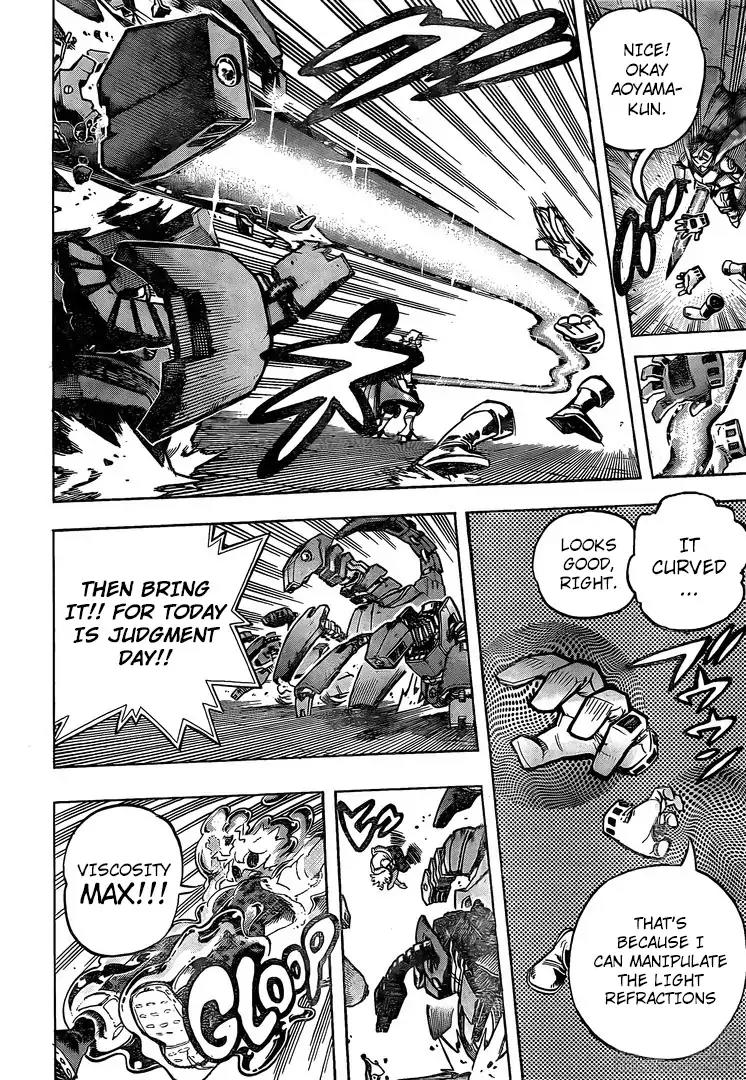 NICE!
OKAY
AOYAMA-
KUN.
IT
CURVED
...
LOOKS
GOOD,
RIGHT.
THAT'S
BECAUSE I
CAN MANIPULATE
THE LIGHT
REFRACTIONS
THEN BRING
IT!! FOR TODAY
IS JUDGMENT
DAY!!
VISCOSITY
MAX!!!
GLOOP